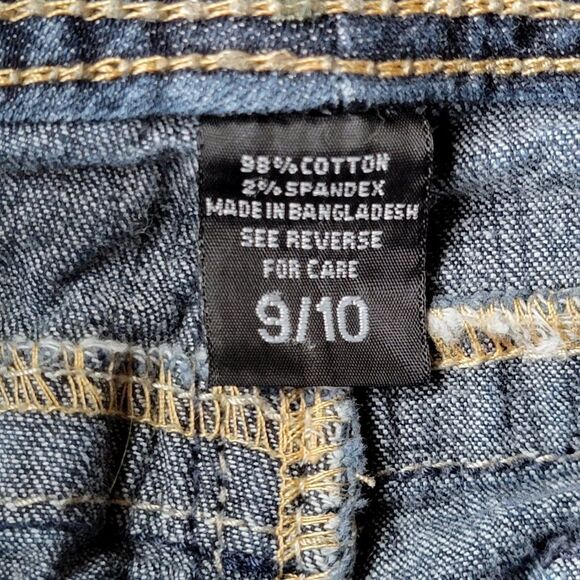 98% COTTON
2% SPANDEX
MADE IN BANGLADESH
SEE REVERSE
FOR CARE
9/10